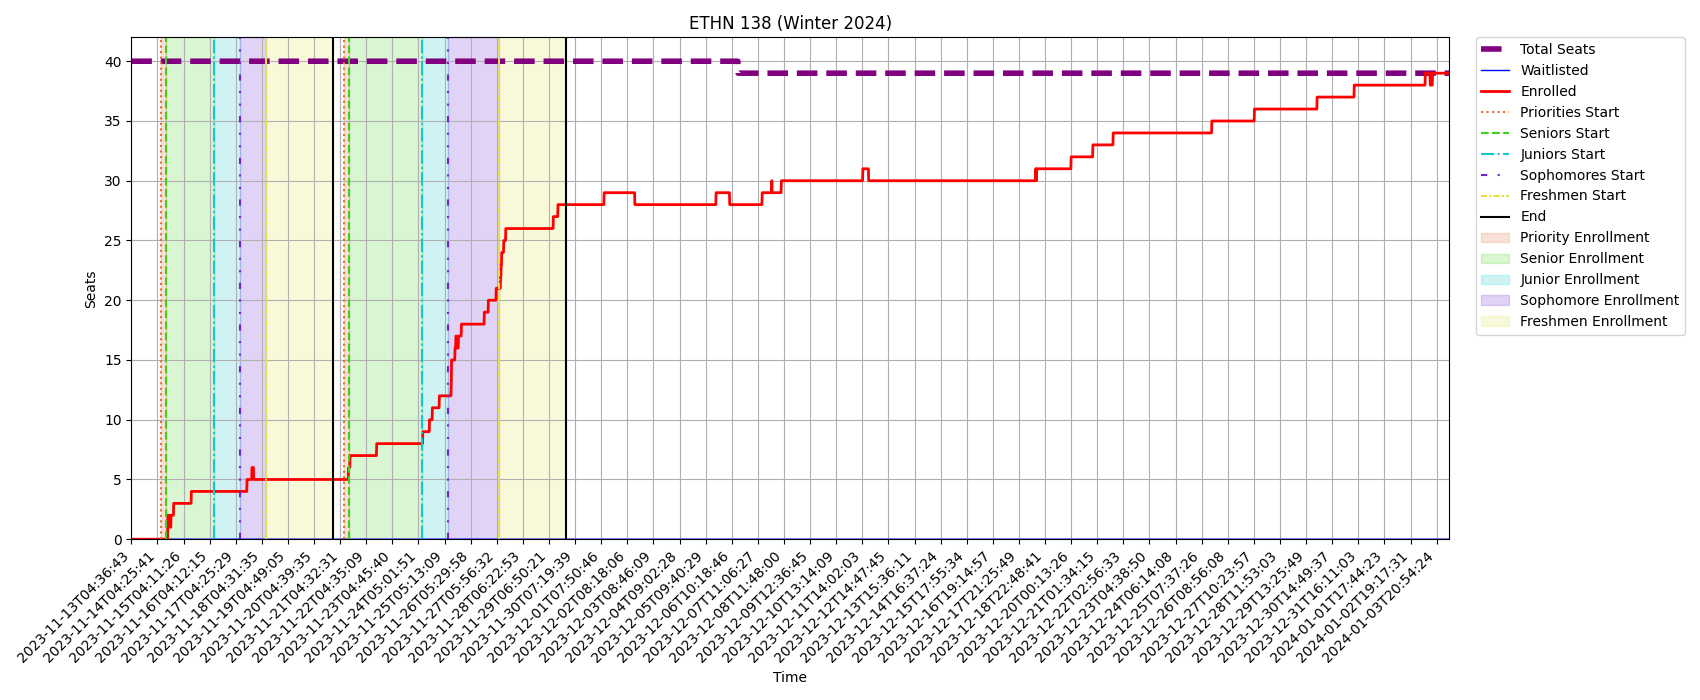 ETHN 138 (Winter 2024)
Seats
40
35
30
25
20
15
10
5
0
2023-11-13T04:36:43
2023-11-14T04:25:41
2023-11-15T04:11:26
2023-11-16T04:12:15
2023-11-17T04:25:29
2023-11-18T04:31:35
2023-11-19T04:49:05
2023-11-20T04:39:35
2023-11-21T04:32:31
2023-11-22T04:35:09
2023-11-23T04:45:40
2023-11-24T05:01:51
2023-11-25T05:13:09
2023-11-26T05:29:58
2023-11-27T05:56:32
2023-11-28T06:22:53
2023-11-29T06:50:21
2023-11-30T07:19:39
2023-12-01T07:50:46
2023-12-02T08:18:06
2023-12-03T08:46:09
2023-12-04T09:02:28
2023-12-05T09:40:29
2023-12-06T10:18:46
2023-12-07T11:06:27
2023-12-08T11:48:00
2023-12-09T12:36:45
2023-12-10T13:14:09
2023-12-11T14:02:03
2023-12-12T14:47:45
2023-12-13T15:36:11
2023-12-14T16:37:24
2023-12-15T17:55:34
2023-12-16T19:14:57
2023-12-17T21:25:49
2023-12-18T22:48:41
2023-12-20T00:13:26
2023-12-21T01:34:15
2023-12-22T02:56:33
2023-12-23T04:38:50
2023-12-24T06:14:08
2023-12-25T07:37:26
2023-12-26T08:56:08
2023-12-27T10:23:57
2023-12-28T11:53:03
2023-12-29T13:25:49
2023-12-30T14:49:37
2023-12-31T16:11:03
2024-01-01T17:44:23
2024-01-02T19:17:31
2024-01-03T20:54:24
Time
Total Seats
Waitlisted
Enrolled
Priorities Start
Seniors Start
Juniors Start
Sophomores Start
Freshmen Start
End
Priority Enrollment
Senior Enrollment
Junior Enrollment
Sophomore Enrollment
Freshmen Enrollment